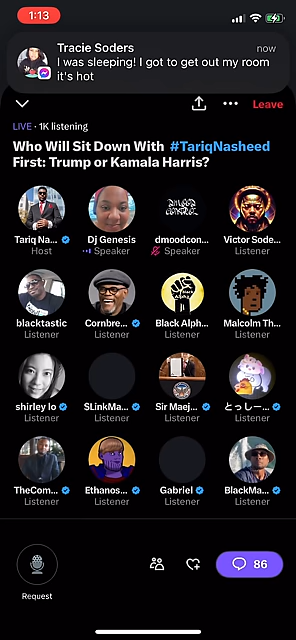 1:13
Tracie Soders
now
I was sleeping! I got to get out my room
it's hot
Leave
LIVE · 1K listening
Who Will Sit Down With #TariqNasheed
First: Trump or Kamala Harris?
Tariq Na... Dj Genesis dmoodcon... Victor Sode...
Host Speaker Speaker Listener
blacktastic Cornbre... Black Alph... Malcolm Th...
Listener Listener Listener Listener
shirley lo SLinkMa... Sir Maej... とっしー...
Listener Listener Listener Listener
TheCom... Ethanos... Gabriel BlackMa...
Listener Listener Listener Listener
86
Request